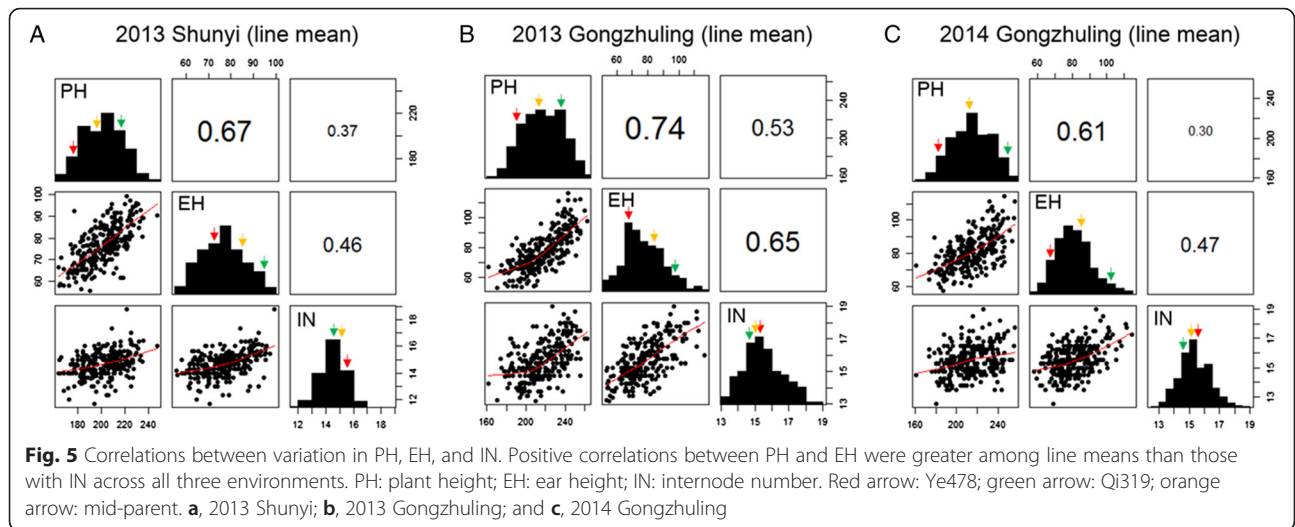 A 2013 Shunyi (line mean)
60 70 80 90 100
PH
0.67
0.37
180 220
60 70 80 90 100
EH
0.46
IN
12 14 16 18
160 180 200 220 240
12 14 16 18
B 2013 Gongzhuling (line mean)
60 80 100
PH
0.74
0.53
160 200 240
60 80 100
EH
0.65
IN
13 15 17 19
160 200 240
13 15 17 19
C 2014 Gongzhuling (line mean)
60 80 100
PH
0.61
0.30
160 200 240
60 80 100
EH
0.47
IN
13 15 17 19
160 200 240
13 15 17 19
Fig. 5 Correlations between variation in PH, EH, and IN. Positive correlations between PH and EH were greater among line means than those
with IN across all three environments. PH: plant height; EH: ear height; IN: internode number. Red arrow: Ye478; green arrow: Qi319; orange
arrow: mid-parent. a, 2013 Shunyi; b, 2013 Gongzhuling; and c, 2014 Gongzhuling